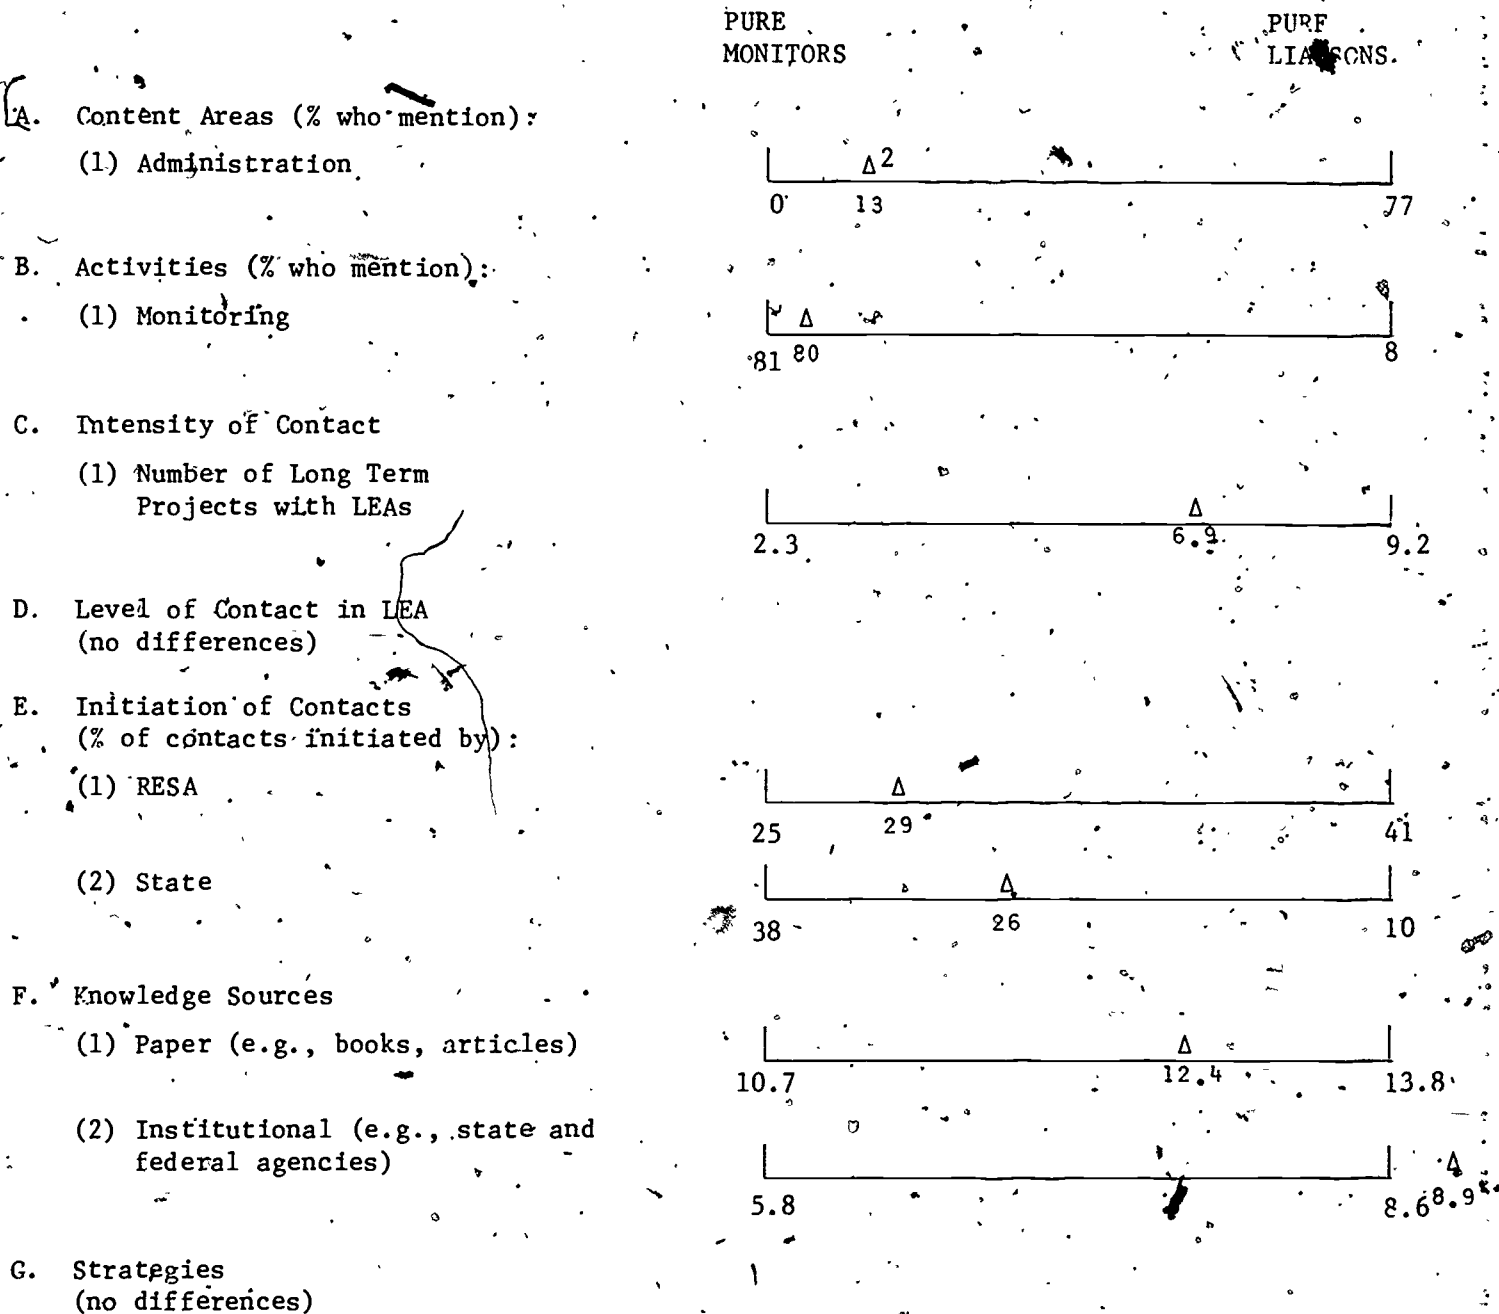 PURE PURE
MONITORS LIAISONS
A. Content Areas (% who mention):
(1) Administration
Δ2
0 13 77
B. Activities (% who mention):
(1) Monitoring
Δ
81 80 8
C. Intensity of Contact
(1) Number of Long Term
Projects with LEAs
Δ
2.3 6.9 9.2
D. Level of Contact in LEA
(no differences)
E. Initiation of Contacts
(% of contacts initiated by):
(1) RESA
Δ
25 29 41
(2) State
Δ
38 26 10
F. Knowledge Sources
(1) Paper (e.g., books, articles)
Δ
10.7 12.4 13.8
(2) Institutional (e.g., state and
federal agencies)
Δ
5.8 8.6 8.9
G. Strategies
(no differences)